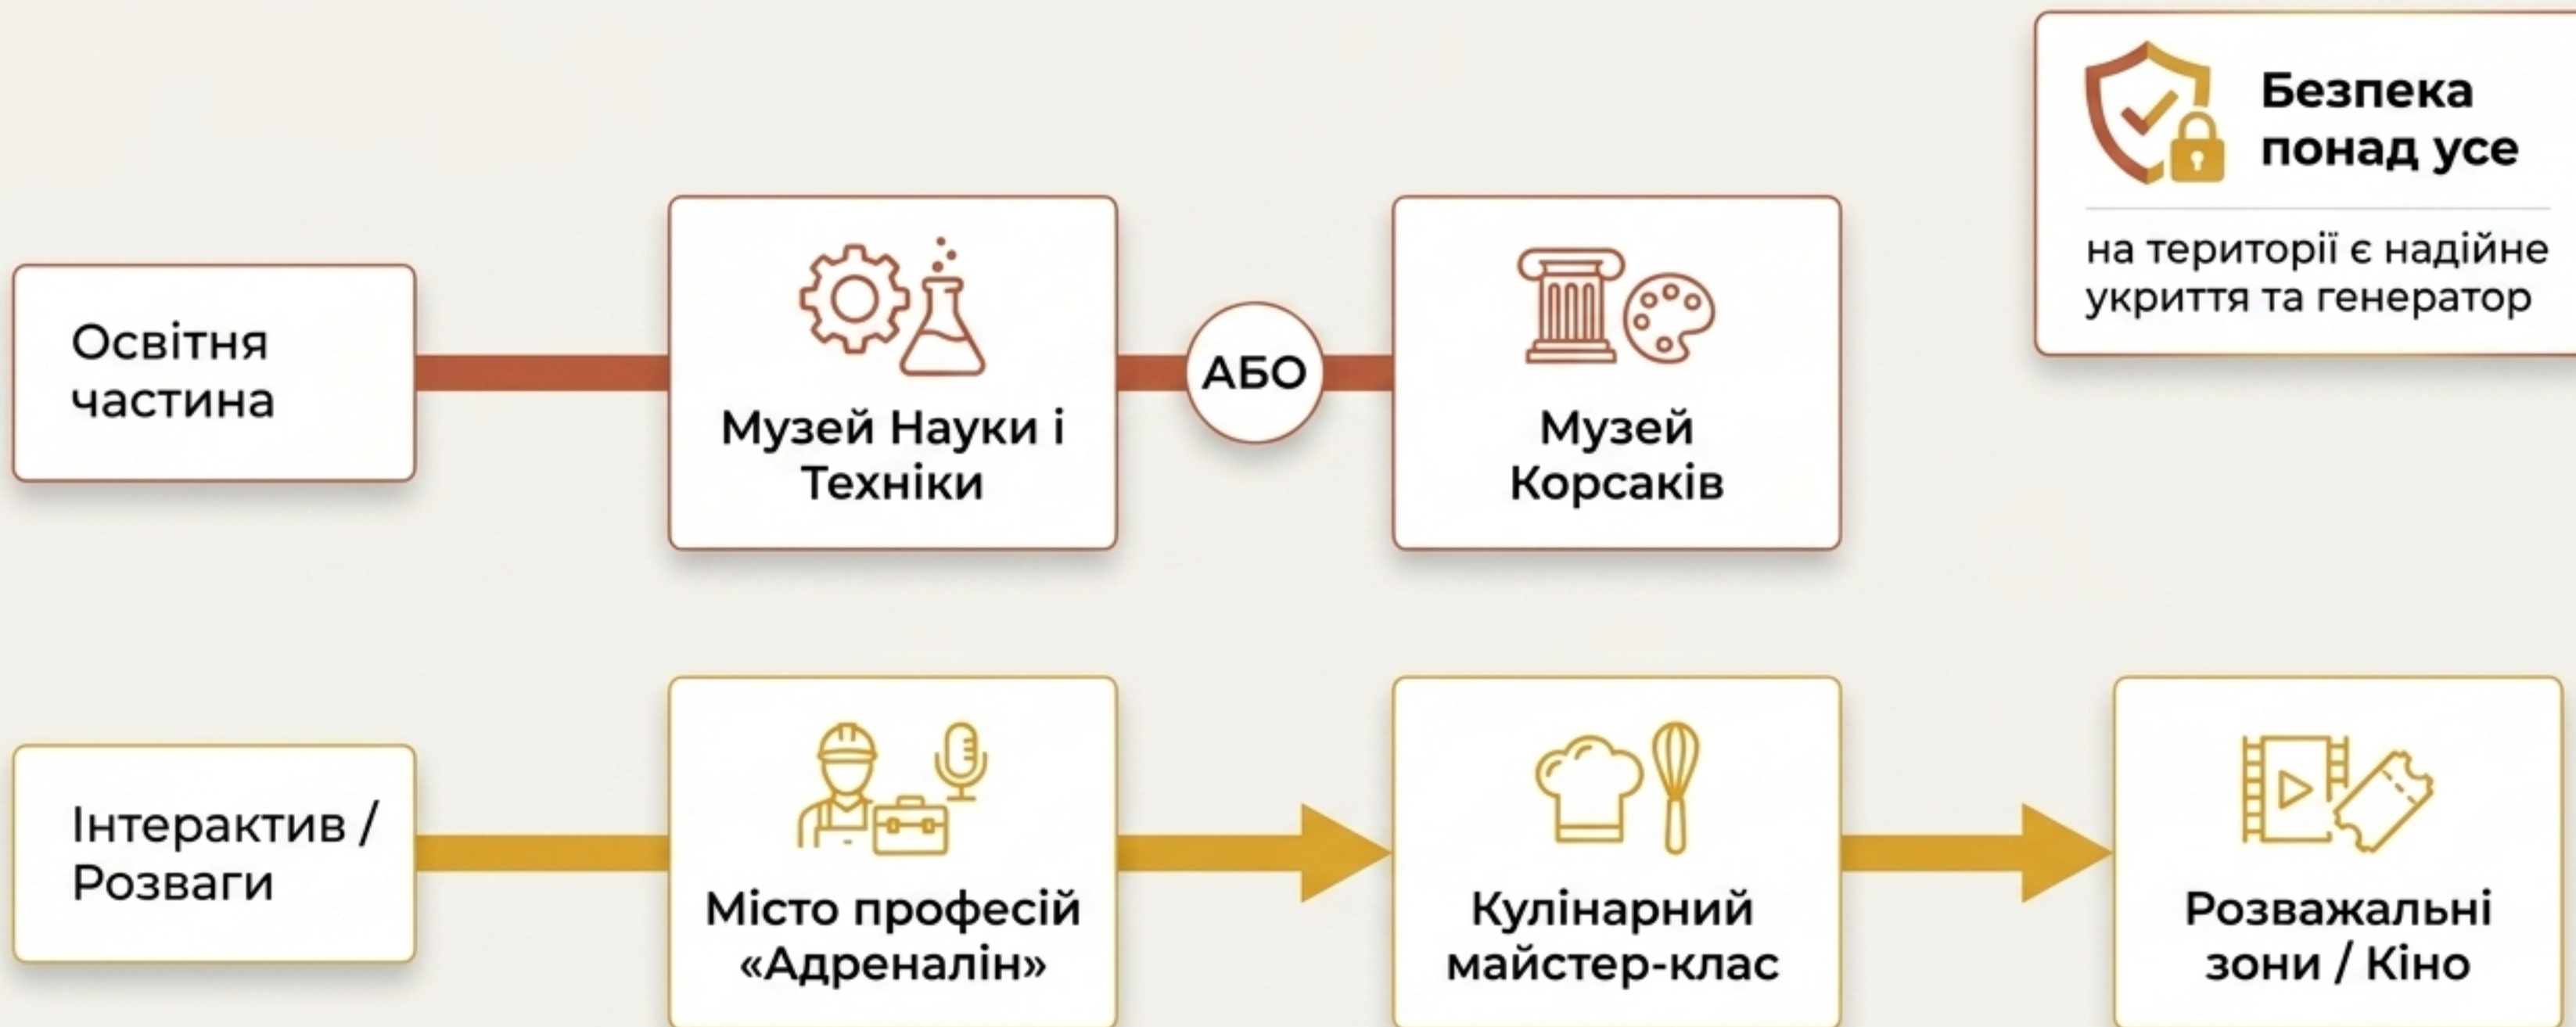 Безпека
понад усе
на території є надійне
укриття та генератор
Освітня
частина
Музей Науки і
Техніки
АБО
Музей
Корсаків
Інтерактив /
Розваги
Місто професій
«Адреналін»
Кулінарний
майстер-клас
Розважальні
зони / Кіно